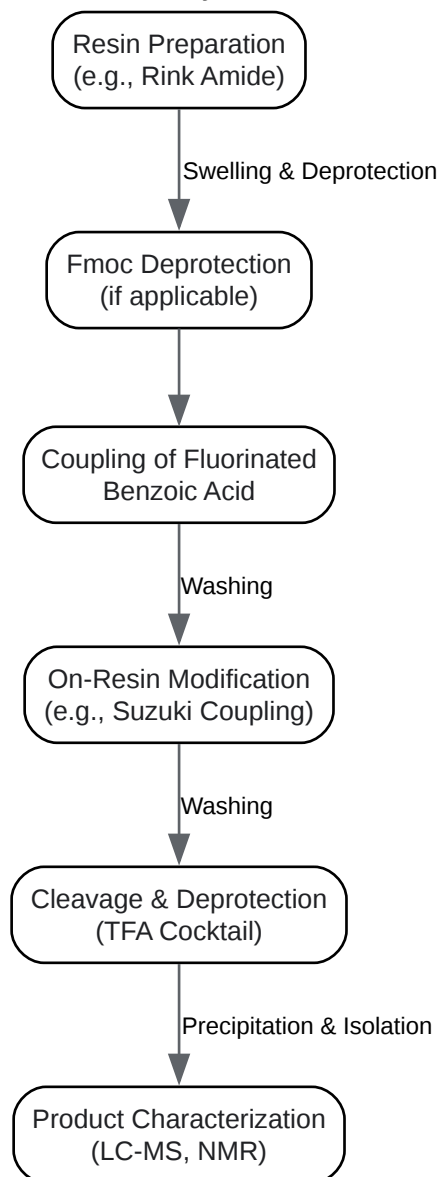 Resin Preparation
(e.g., Rink Amide)
Swelling & Deprotection
Fmoc Deprotection
(if applicable)
Coupling of Fluorinated
Benzoic Acid
Washing
On-Resin Modification
(e.g., Suzuki Coupling)
Washing
Cleavage & Deprotection
(TFA Cocktail)
Precipitation & Isolation
Product Characterization
(LC-MS, NMR)